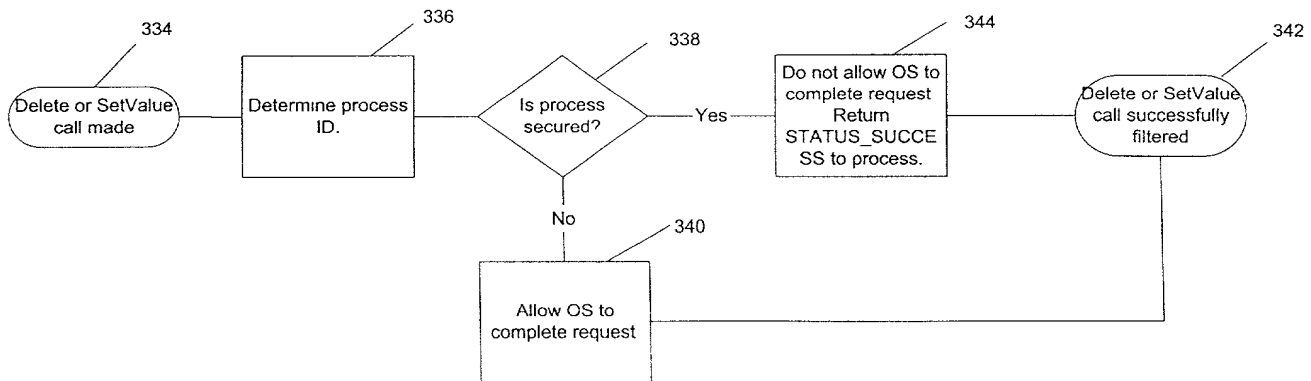 334
336
338
344
342
Delete or SetValue
call made
Determine process
ID.
Is process
secured?
Yes
Do not allow OS to
complete request
Return
STATUS_SUCCE
SS to process.
Delete or SetValue
call successfully
filtered
No
340
Allow OS to
complete request